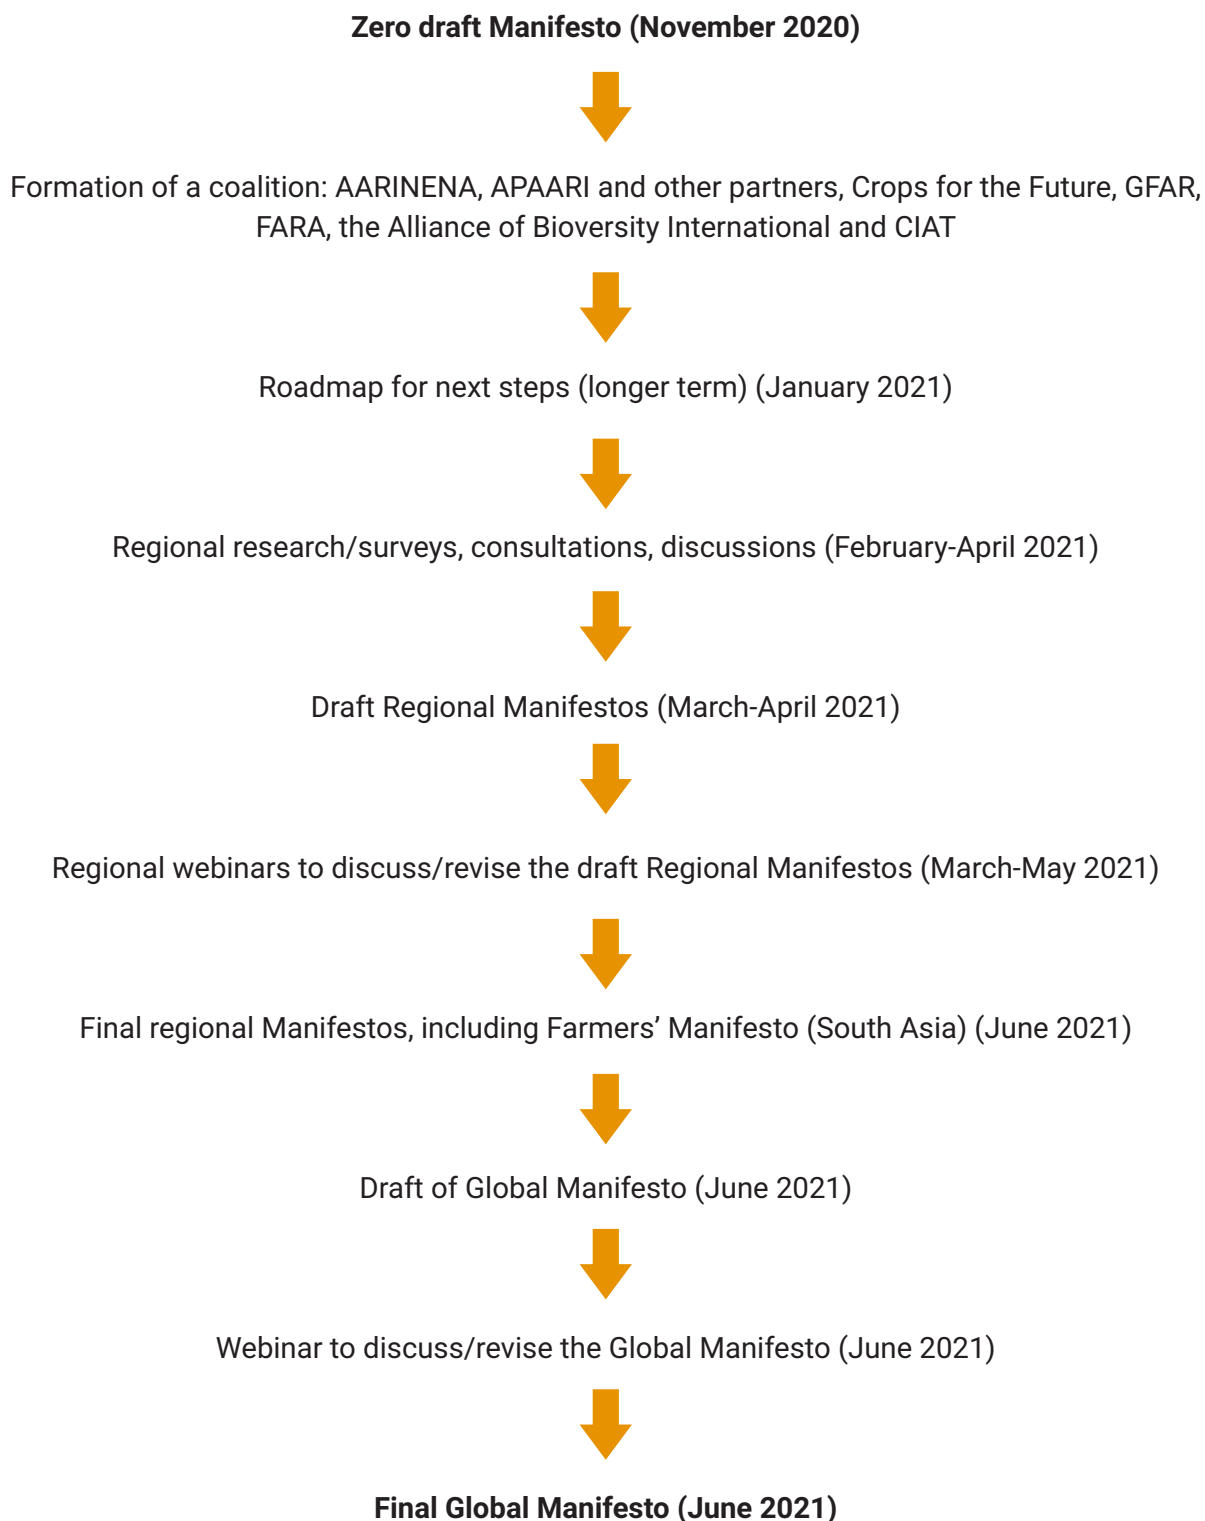 Zero draft Manifesto (November 2020)
Formation of a coalition: AARINENA, APAARI and other partners, Crops for the Future, GFAR,
FARA, the Alliance of Bioversity International and CIAT
Roadmap for next steps (longer term) (January 2021)
Regional research/surveys, consultations, discussions (February-April 2021)
Draft Regional Manifestos (March-April 2021)
Regional webinars to discuss/revise the draft Regional Manifestos (March-May 2021)
Final regional Manifestos, including Farmers’ Manifesto (South Asia) (June 2021)
Draft of Global Manifesto (June 2021)
Webinar to discuss/revise the Global Manifesto (June 2021)
Final Global Manifesto (June 2021)